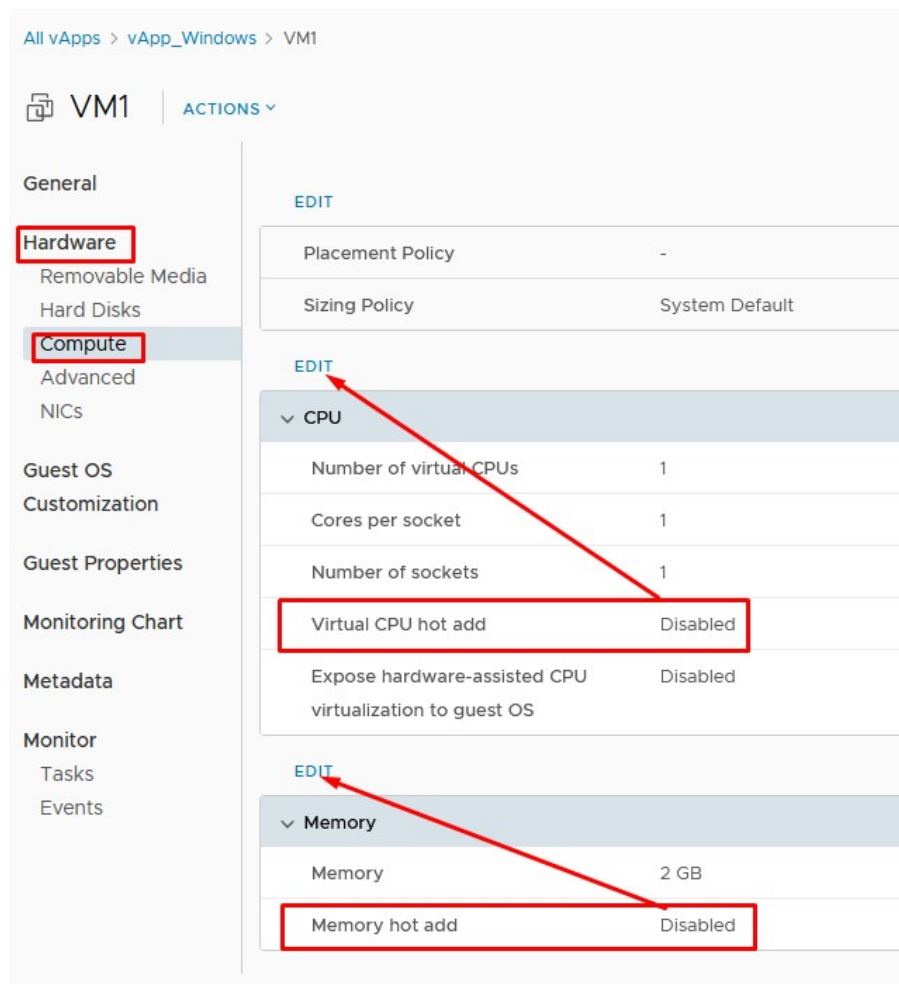 All vApps > vApp_Windows > VM1
VM1 ACTIONS
General
Hardware
Removable Media
Hard Disks
Compute
Advanced
NICs
Guest OS
Customization
Guest Properties
Monitoring Chart
Metadata
Monitor
Tasks
Events
EDIT
Placement Policy -
Sizing Policy System Default
EDIT
CPU
Number of virtual CPUs 1
Cores per socket 1
Number of sockets 1
Virtual CPU hot add Disabled
Expose hardware-assisted CPU Disabled
virtualization to guest OS
EDIT
Memory
Memory 2 GB
Memory hot add Disabled